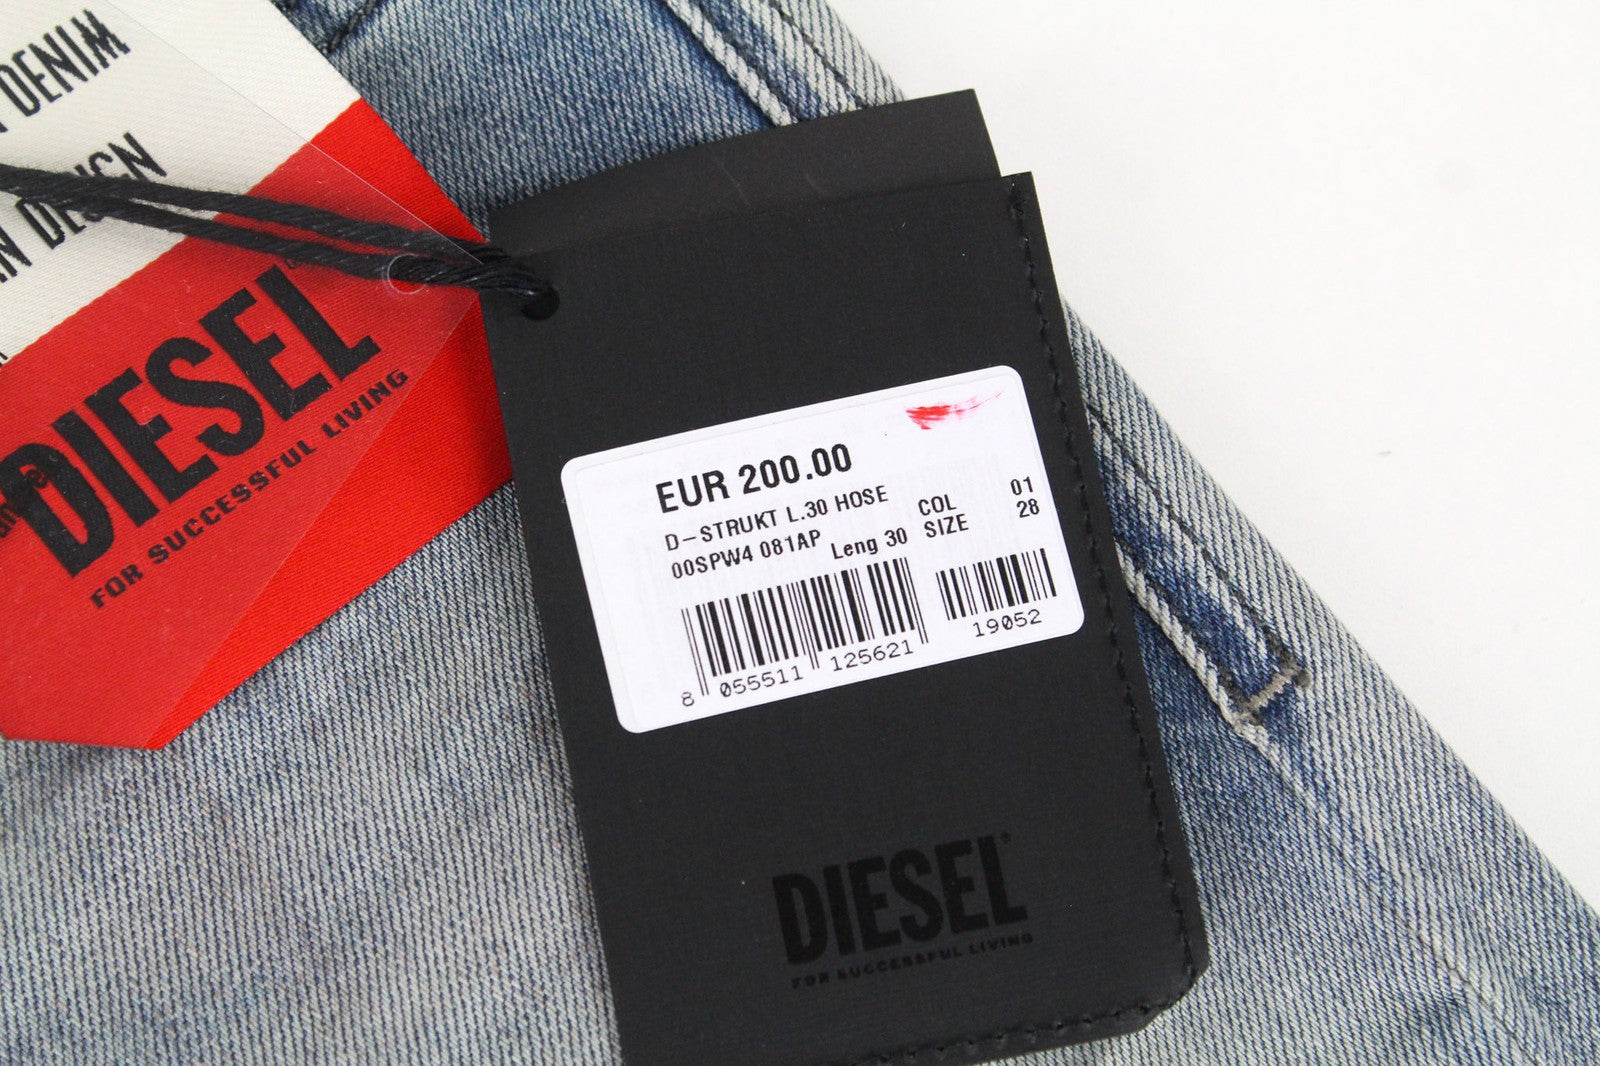 DENIM
DESIGN
DIESEL
FOR SUCCESSFUL LIVING
EUR 200.00
D-STRUKT L.30 HOSE
00SPW4 081AP Leng 30
COL 01
SIZE 28
8 055511 125621
19052
DIESEL®
FOR SUCCESSFUL LIVING